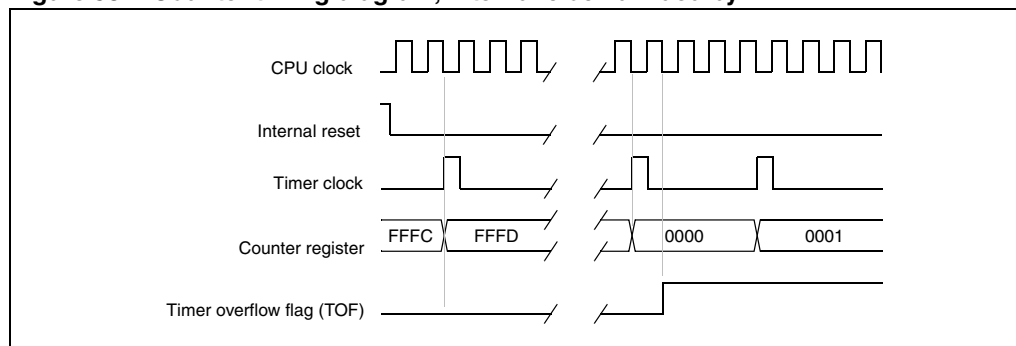 CPU clock
Internal reset
Timer clock
Counter register
FFFC
FFFD
0000
0001
Timer overflow flag (TOF)